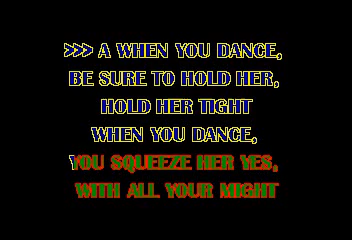 >>> A WHEN YOU DANCE,
BE SURE TO HOLD HER,
HOLD HER TIGHT
WHEN YOU DANCE,
YOU SQUEEZE HER YES,
WITH ALL YOUR MIGHT